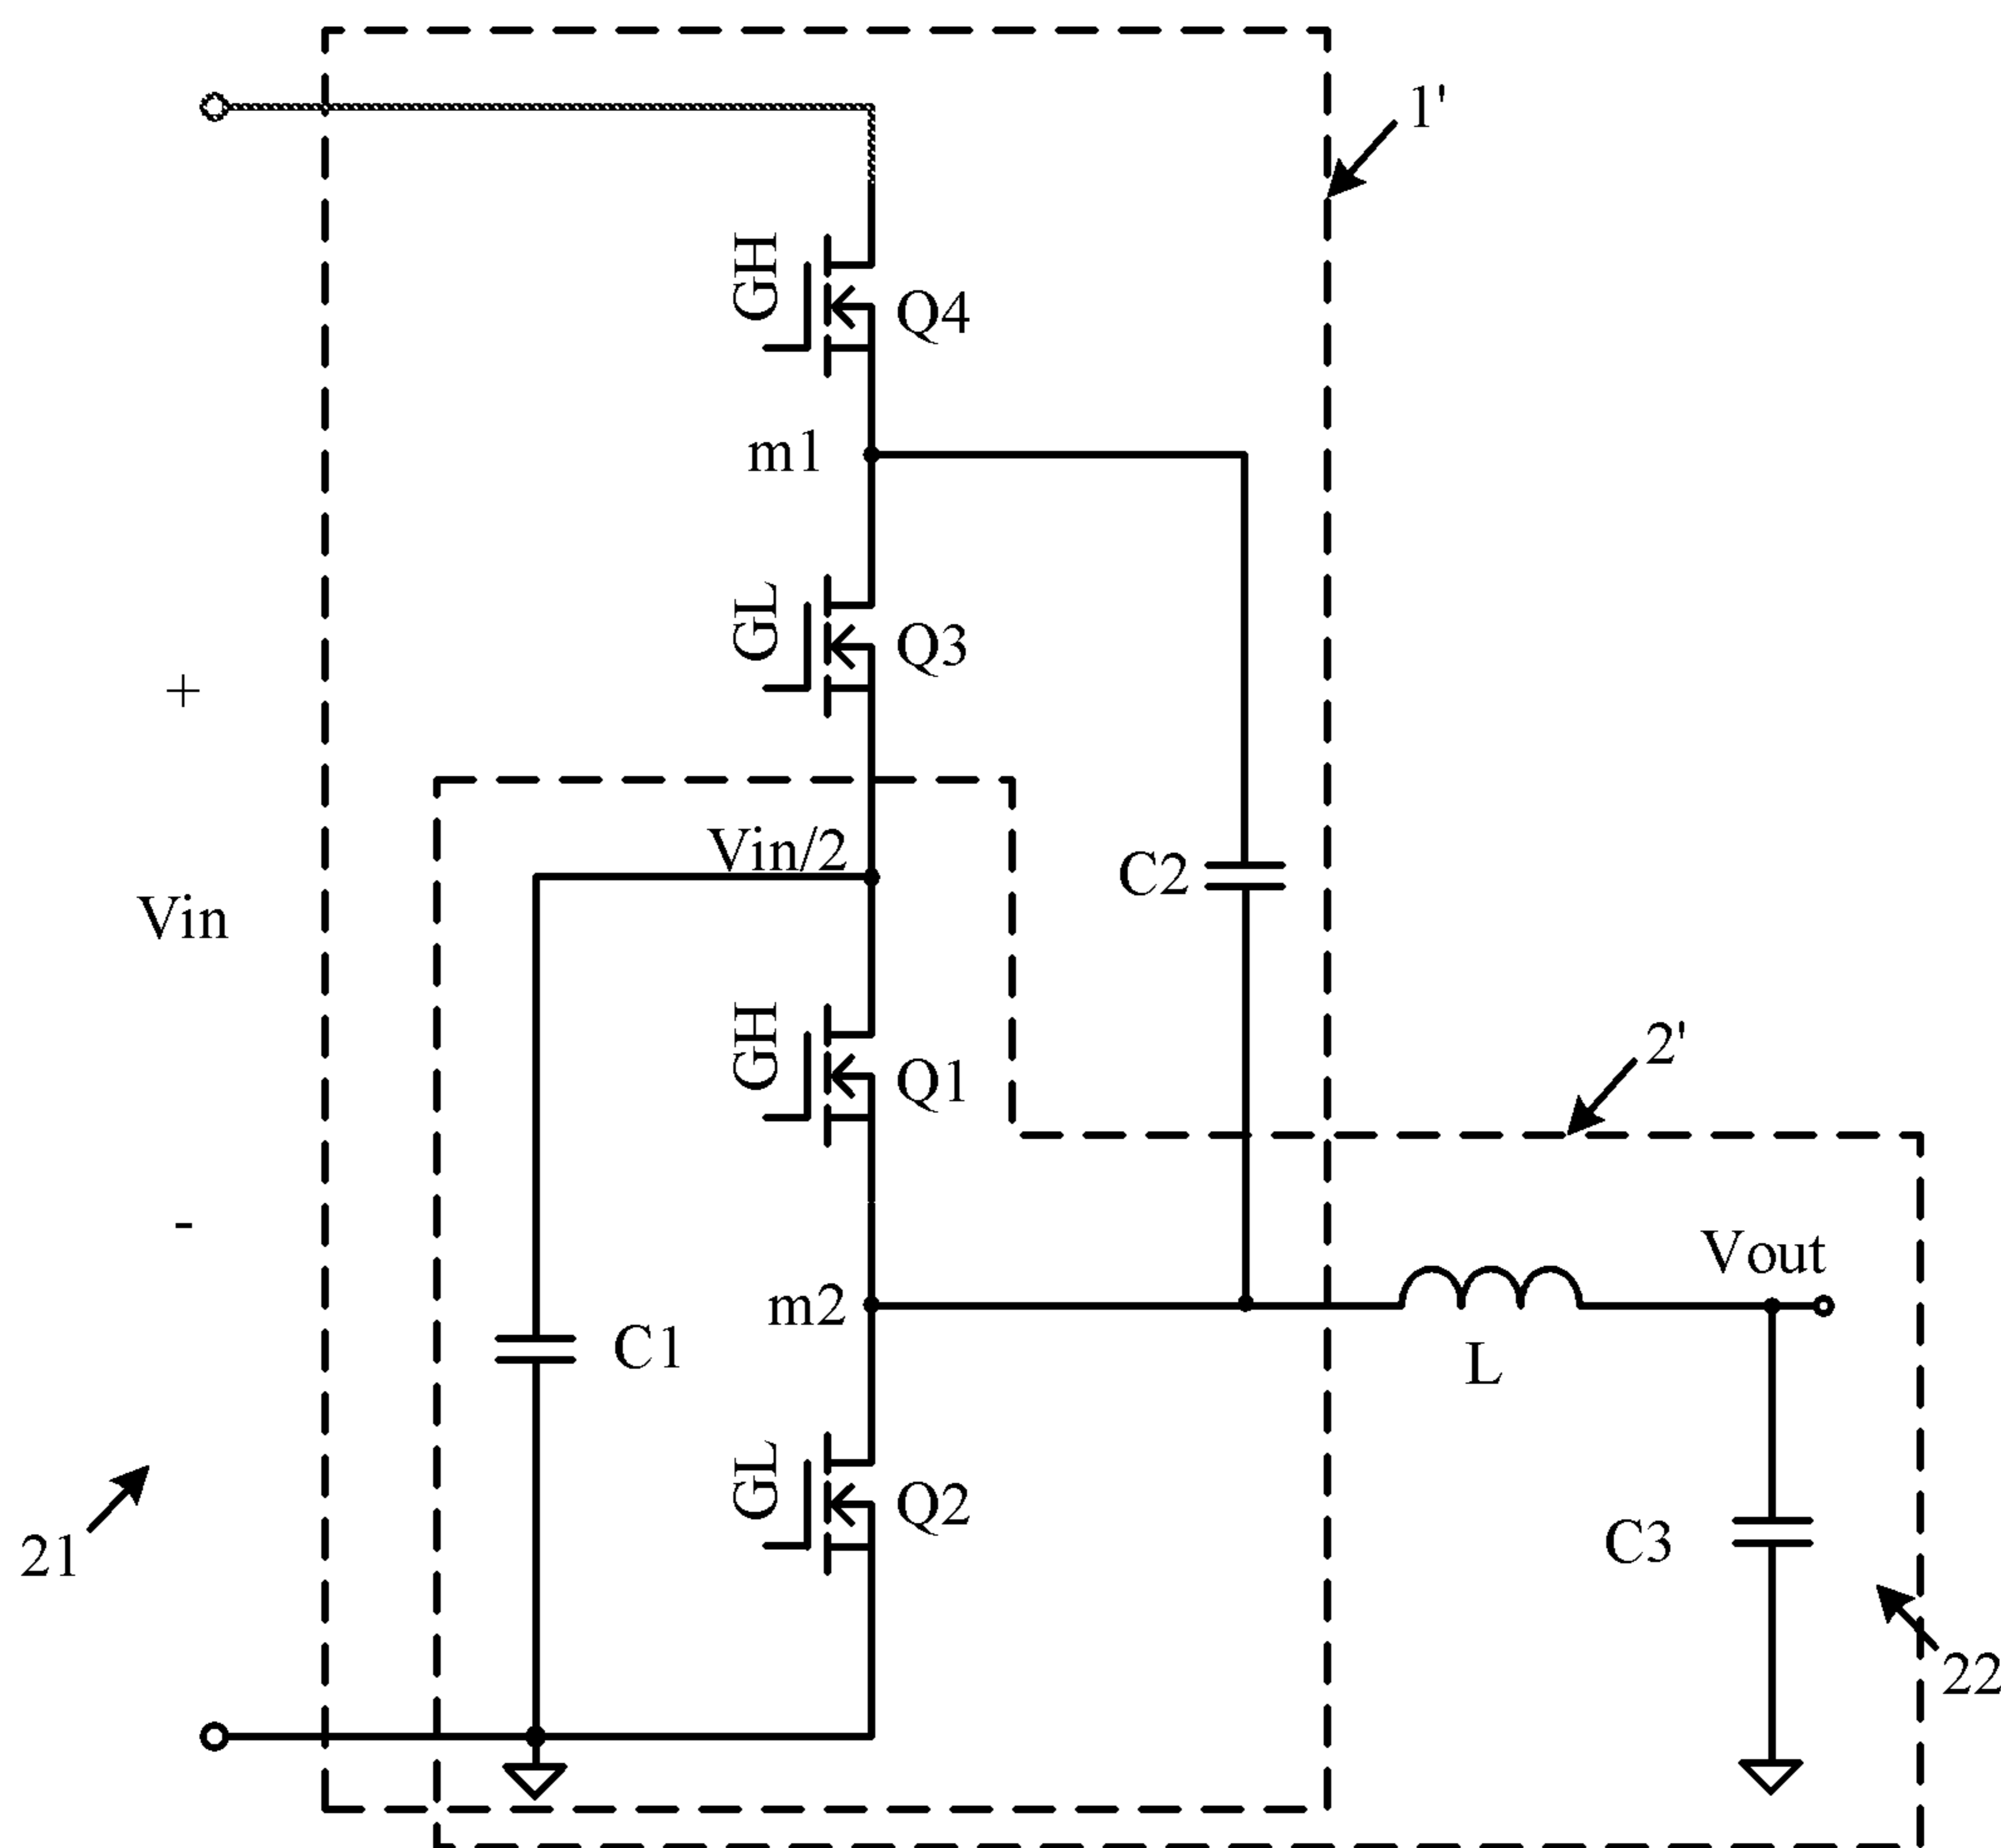 1'
GH
Q4
m1
GL
Q3
+
Vin/2
C2
Vin
GH
Q1
2'
-
Vout
m2
C1
L
GL
Q2
21
C3
22